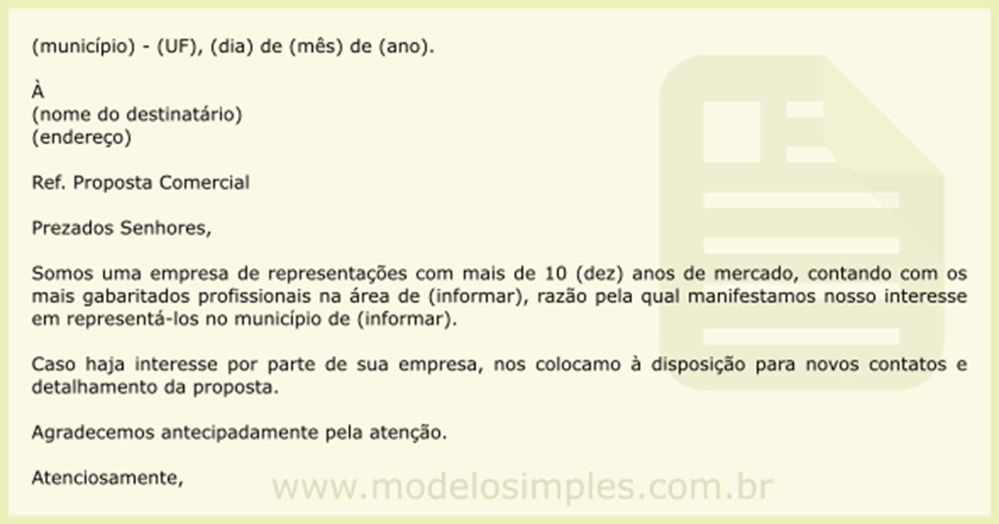 (município) - (UF), (dia) de (mês) de (ano).
À
(nome do destinatário)
(endereço)
Ref. Proposta Comercial
Prezados Senhores,
Somos uma empresa de representações com mais de 10 (dez) anos de mercado, contando com os
mais gabaritados profissionais na área de (informar), razão pela qual manifestamos nosso interesse
em representá-los no município de (informar).
Caso haja interesse por parte de sua empresa, nos colocamo à disposição para novos contatos e
detalhamento da proposta.
Agradecemos antecipadamente pela atenção.
Atenciosamente,
www.modelosimples.com.br